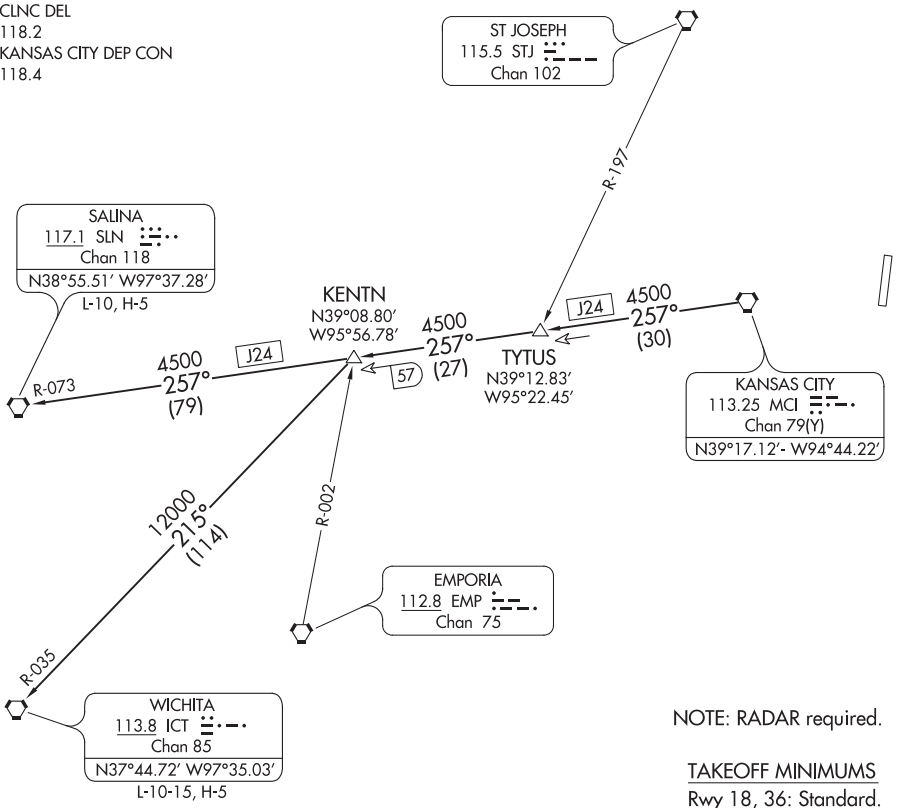 CLNC DEL
118.2
KANSAS CITY DEP CON
118.4
ST JOSEPH
115.5 STJ
Chan 102
R-197
SALINA
117.1 SLN
Chan 118
N38°55.51' W97°37.28'
L-10, H-5
KENTN
N39°08.80'
W95°56.78'
4500
257°
(27)
J24
4500
257°
(30)
TYTUS
N39°12.83'
W95°22.45'
57
4500
J24
257°
(79)
R-073
KANSAS CITY
113.25 MCI
Chan 79(Y)
N39°17.12'- W94°44.22'
12000
215°
(114)
R-002
R-035
EMPORIA
112.8 EMP
Chan 75
WICHITA
113.8 ICT
Chan 85
N37°44.72' W97°35.03'
L-10-15, H-5
NOTE: RADAR required.
TAKEOFF MINIMUMS
Rwy 18, 36: Standard.